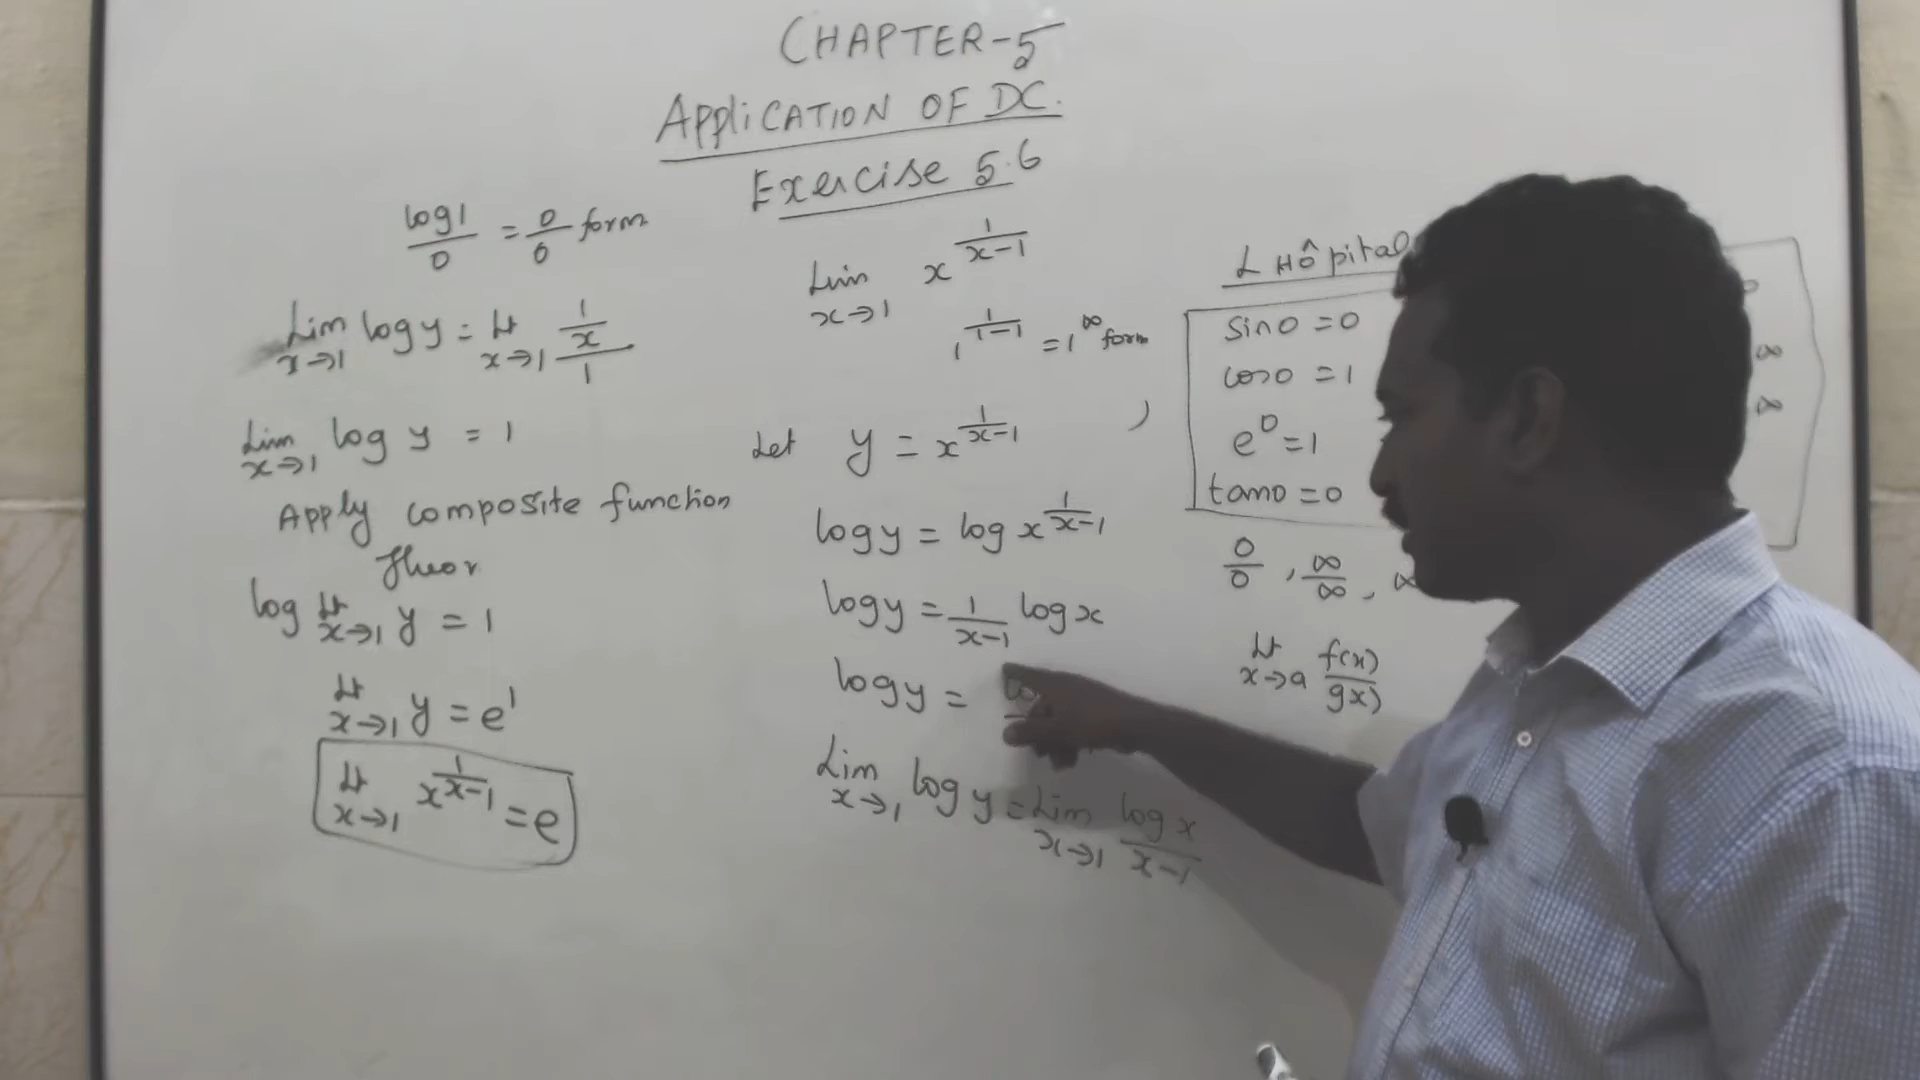 CHAPTER-5
APPLICATION OF DC.
Exercise 5.6
Lim x→1 x^(1/(x-1))
1^(1/(1-1)) = 1^∞ form
Let y = x^(1/(x-1))
log y = log x^(1/(x-1))
log y = 1/(x-1) log x
log y =
Lim x→1 log y = Lim x→1 (log x)/(x-1)
log1/0 = 0/0 form
Lim x→1 log y = Lt x→1 (1/x)/1
Lim x→1 log y = 1
Apply composite function
theor
log Lt x→1 y = 1
Lt x→1 y = e^1
Lt x→1 x^(1/(x-1)) = e
L Hôpital
sin0 = 0
cos0 = 1
e^0 = 1
tan0 = 0
0/0, ∞/∞,
Lt x→a f(x)/g(x)